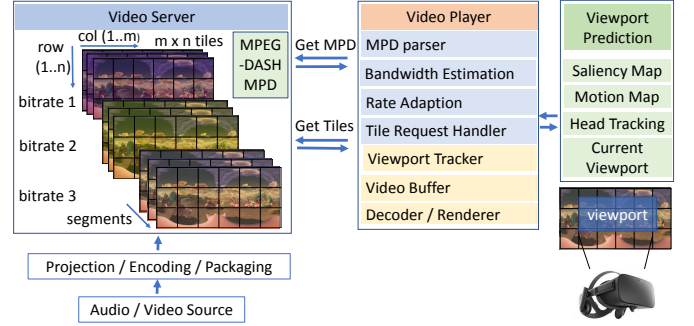 Video Server
col (1..m)
m x n tiles
row
(1..n)
MPEG
-DASH
MPD
bitrate 1
bitrate 2
bitrate 3
segments
Projection / Encoding / Packaging
Audio / Video Source
Get MPD
Get Tiles
Video Player
MPD parser
Bandwidth Estimation
Rate Adaption
Tile Request Handler
Viewport Tracker
Video Buffer
Decoder / Renderer
Viewport
Prediction
Saliency Map
Motion Map
Head Tracking
Current
Viewport
viewport